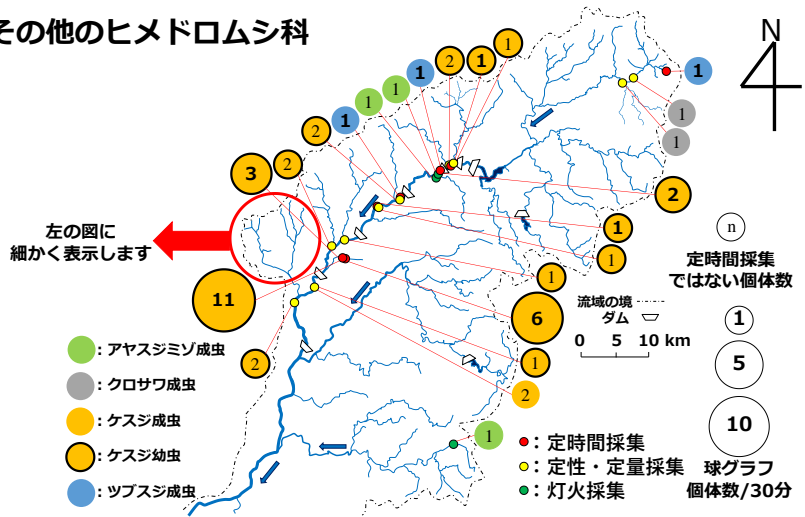 その他のヒメドロムシ科
N
1
2
1
1
1
1
1
2
2
3
1
1
1
2
左の図に
細かく表示します
1
1
n
定時間採集
ではない個体数
1
11
6
流域の境
ダム
0 5 10 km
1
5
10
球グラフ
個体数/30分
2
1
2
1
: アヤスジミゾ成虫
: クロサワ成虫
: ケスジ成虫
: ケスジ幼虫
: ツブスジ成虫
: 定時間採集
: 定性・定量採集
: 灯火採集